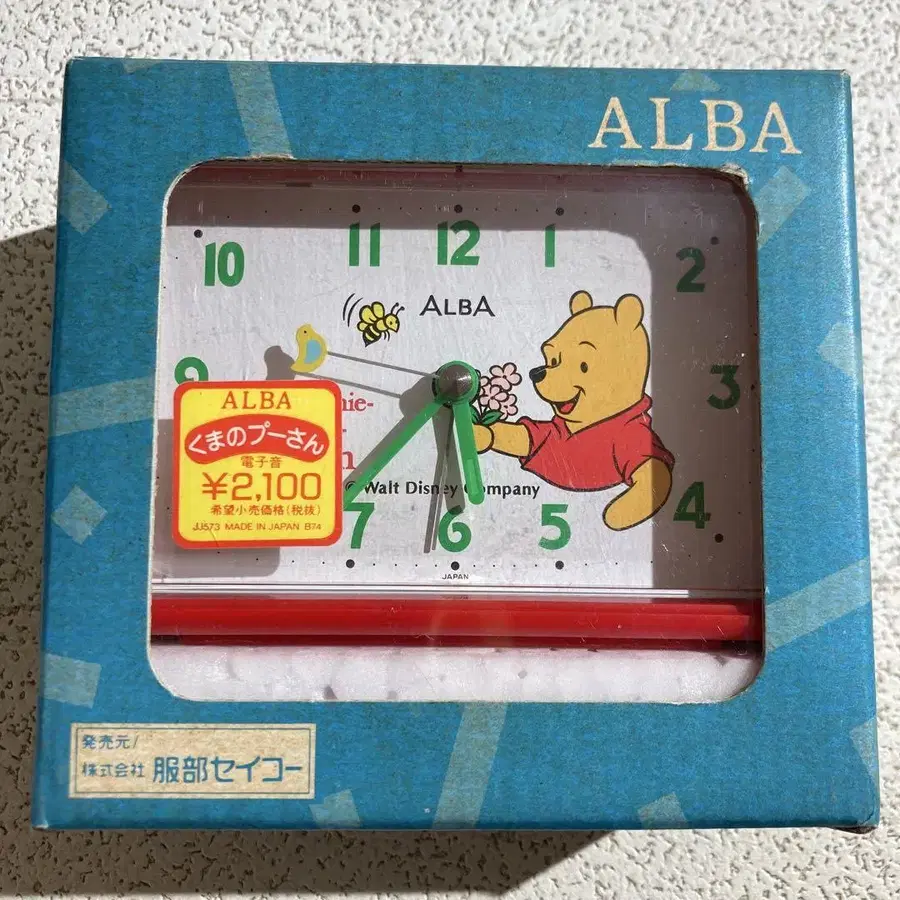 ALBA
11 12 1
10 2
ALBA
9 3
nie-
© Walt Disney Company
4
7 6 5
JAPAN
ALBA
くまのプーさん
電子音
¥2,100
希望小売価格(税抜)
JJ573 MADE IN JAPAN B74
発売元/
株式会社 服部セイコー